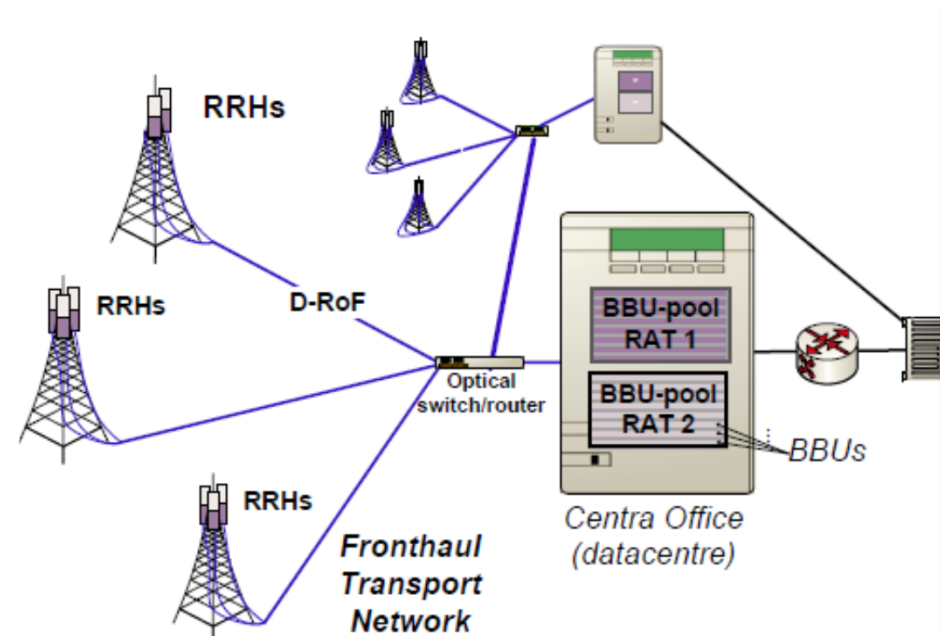 RRHs
RRHs
D-RoF
BBU-pool
RAT 1
Optical
switch/router
BBU-pool
RAT 2
BBUs
RRHs
Centra Office
(datacentre)
Fronthaul
Transport
Network